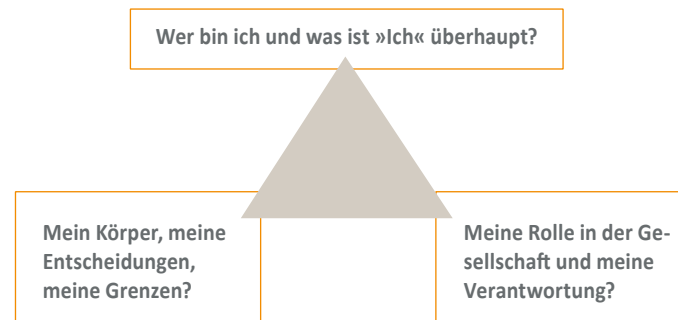 Wer bin ich und was ist »Ich« überhaupt?
Mein Körper, meine
Entscheidungen,
meine Grenzen?
Meine Rolle in der Ge-
sellschaft und meine
Verantwortung?